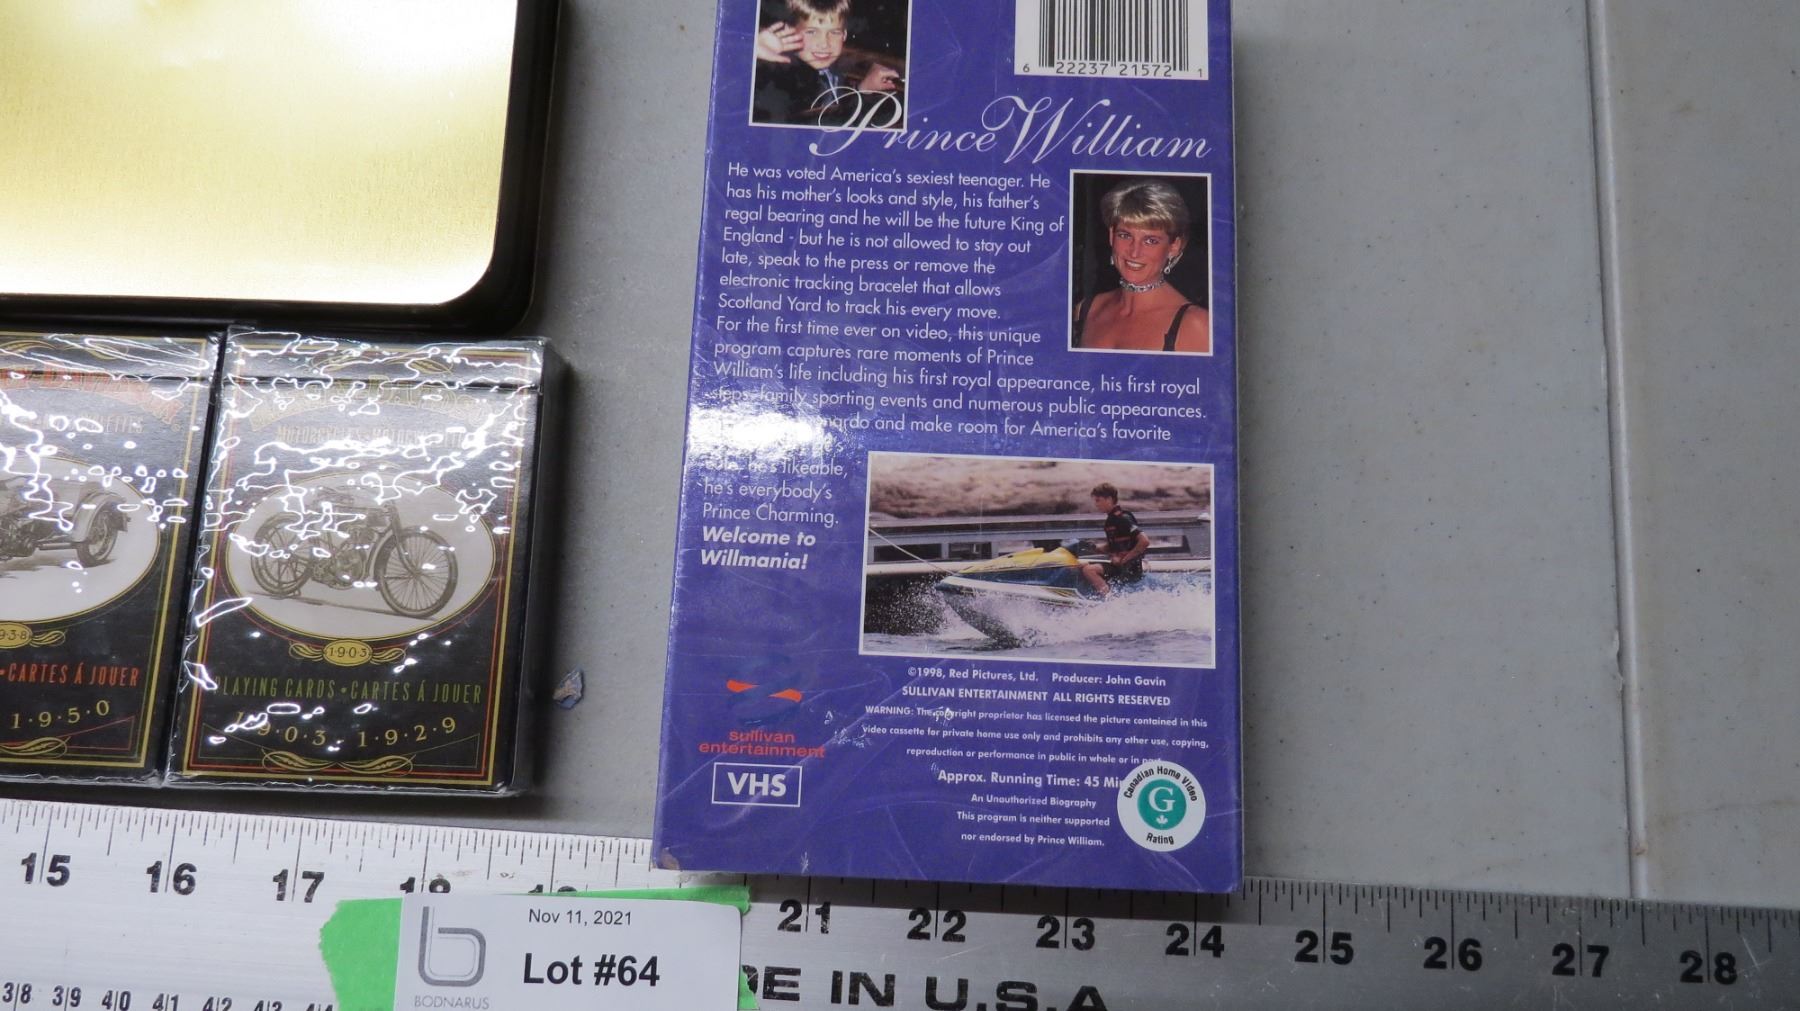 6 22237 21572 1
Prince William
He was voted America's sexiest teenager. He
has his mother's looks and style, his father's
regal bearing and he will be the future King of
England - but he is not allowed to stay out
late, speak to the press or remove the
electronic tracking bracelet that allows
Scotland Yard to track his every move.
For the first time ever on video, this unique
program captures rare moments of Prince
William's life including his first royal appearance, his first royal
steps, family sporting events and numerous public appearances.
and make room for America's favorite
he's likeable,
he's everybody's
Prince Charming.
Welcome to
Willmania!
©1998, Red Pictures, Ltd. Producer: John Gavin
SULLIVAN ENTERTAINMENT ALL RIGHTS RESERVED
WARNING: The copyright proprietor has licensed the picture contained in this
video cassette for private home use only and prohibits any other use, copying,
reproduction or performance in public in whole or in
Approx. Running Time: 45
An Unauthorized Biography
This program is neither supported
nor endorsed by Prince William.
sullivan
entertainment
VHS
Canadian Home Video
G
Rating
CARTES Á JOUER
1·9·5·0
MOTORCYCLES
1·9·0·3
PLAYING CARDS • CARTES Á JOUER
1·9·0·3 - 1·9·2·9
15 16 17 18 19 21 22 23 24 25 26 27 28
Nov 11, 2021
Lot #64
BODNARUS
IN U.S.A
38 39 40 41 42 43 44